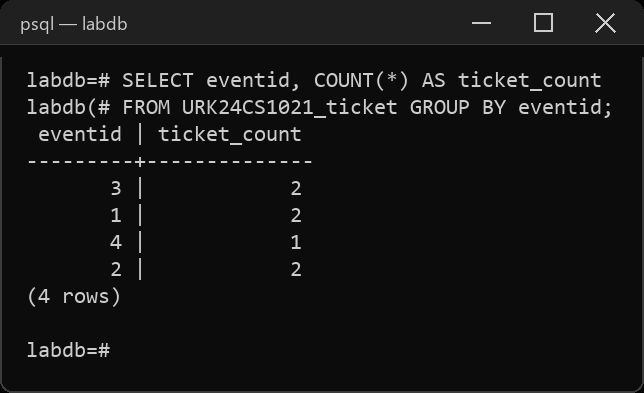 psql — labdb
labdb=# SELECT eventid, COUNT(*) AS ticket_count
labdb(# FROM URK24CS1021_ticket GROUP BY eventid;
 eventid | ticket_count
---------+--------------
       3 |            2
       1 |            2
       4 |            1
       2 |            2
(4 rows)
labdb=#